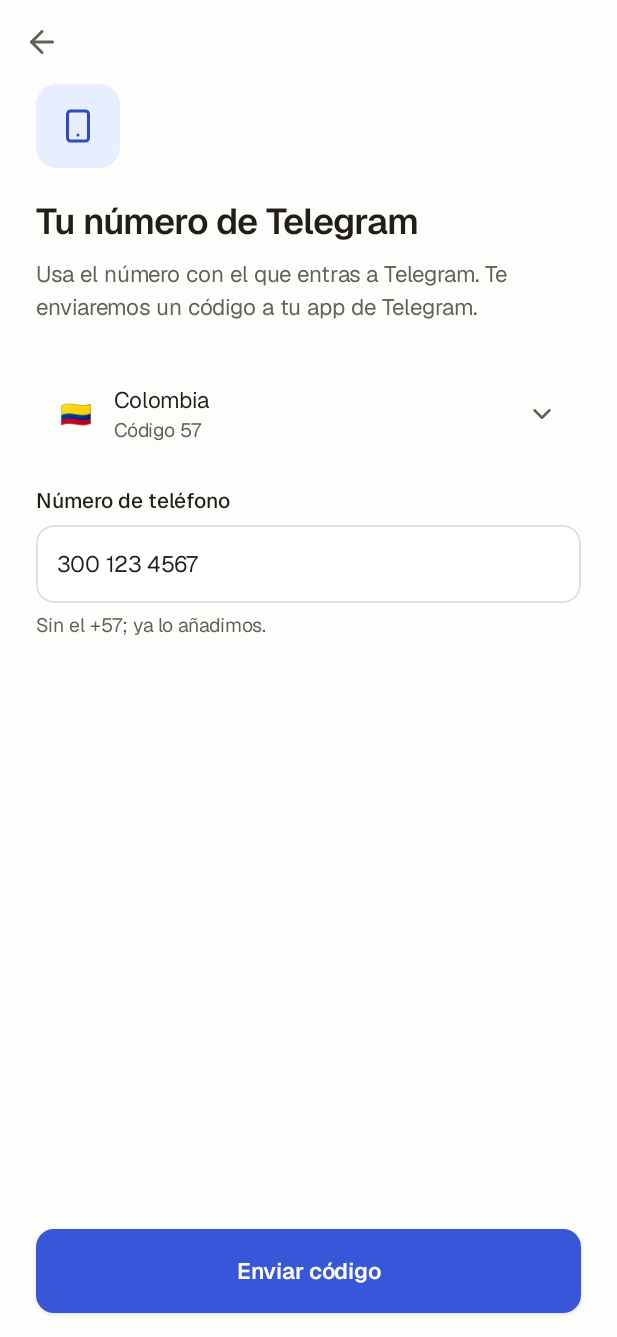 Tu número de Telegram
Usa el número con el que entras a Telegram. Te
enviaremos un código a tu app de Telegram.
Colombia
Código 57
Número de teléfono
300 123 4567
Sin el +57; ya lo añadimos.
Enviar código